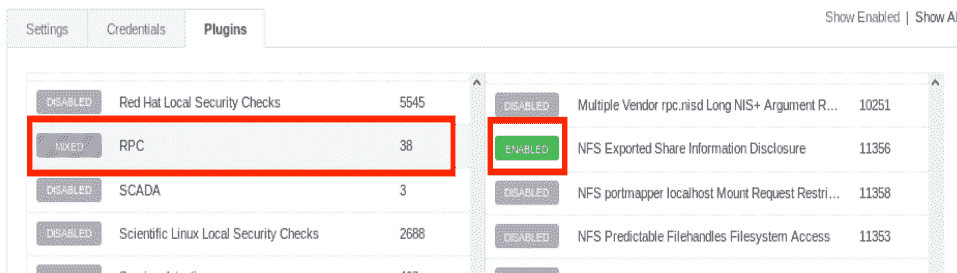 Show Enabled | Show Al
Settings Credentials Plugins
DISABLED Red Hat Local Security Checks 5545
MIXED RPC 38
DISABLED SCADA 3
DISABLED Scientific Linux Local Security Checks 2688
DISABLED Multiple Vendor rpc.nisd Long NIS+ Argument R... 10251
ENABLED NFS Exported Share Information Disclosure 11356
DISABLED NFS portmapper localhost Mount Request Restri... 11358
DISABLED NFS Predictable Filehandles Filesystem Access 11353